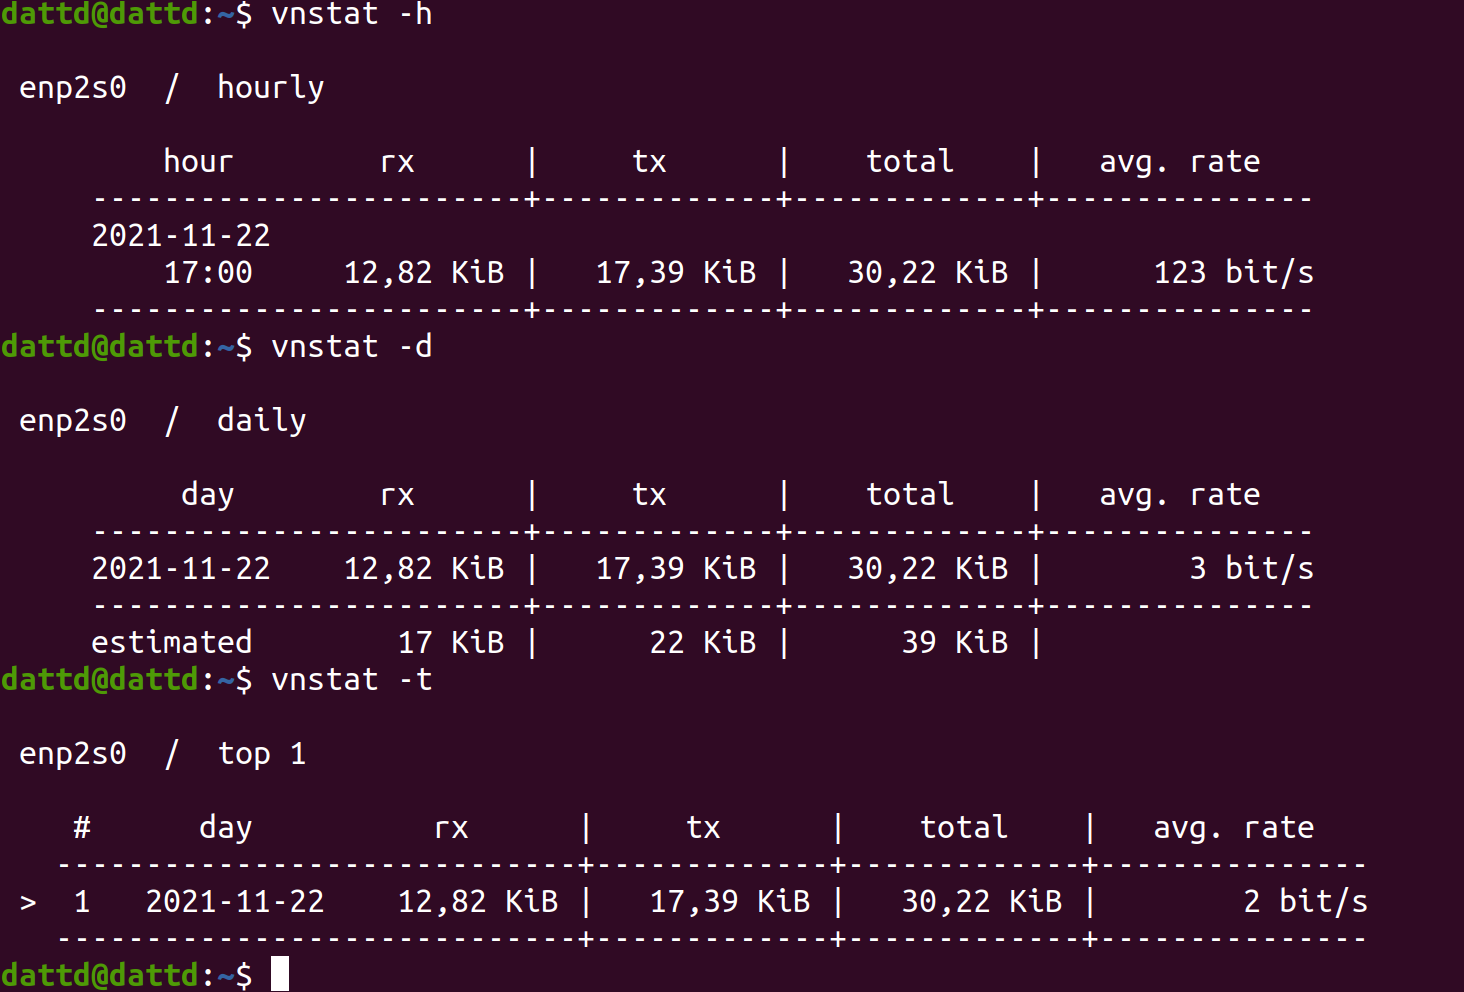 dattd@dattd:~$ vnstat -h
enp2s0  /  hourly
hour        rx      |     tx      |    total    |   avg. rate
------------------------+-------------+-------------+---------------
2021-11-22
17:00     12,82 KiB |   17,39 KiB |   30,22 KiB |      123 bit/s
------------------------+-------------+-------------+---------------
dattd@dattd:~$ vnstat -d
enp2s0  /  daily
day        rx      |     tx      |    total    |   avg. rate
------------------------+-------------+-------------+---------------
2021-11-22    12,82 KiB |   17,39 KiB |   30,22 KiB |        3 bit/s
------------------------+-------------+-------------+---------------
estimated        17 KiB |      22 KiB |      39 KiB |
dattd@dattd:~$ vnstat -t
enp2s0  /  top 1
#      day          rx      |     tx      |    total    |   avg. rate
-----------------------------+-------------+-------------+---------------
>  1   2021-11-22    12,82 KiB |   17,39 KiB |   30,22 KiB |        2 bit/s
-----------------------------+-------------+-------------+---------------
dattd@dattd:~$